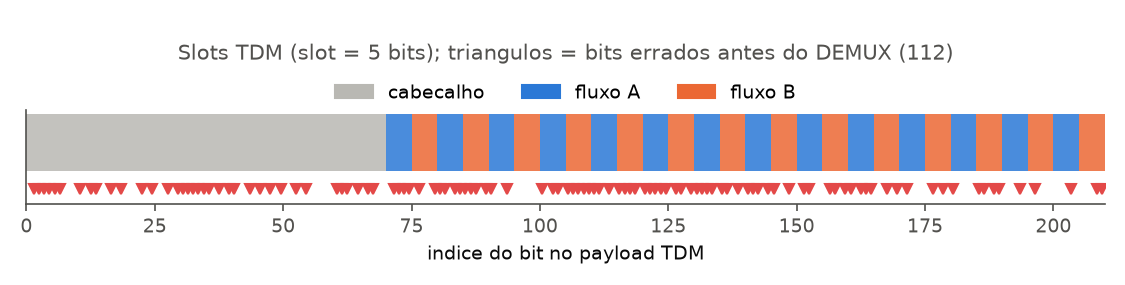 Slots TDM (slot = 5 bits); triangulos = bits errados antes do DEMUX (112)
cabecalho fluxo A fluxo B
0 25 50 75 100 125 150 175 200
indice do bit no payload TDM